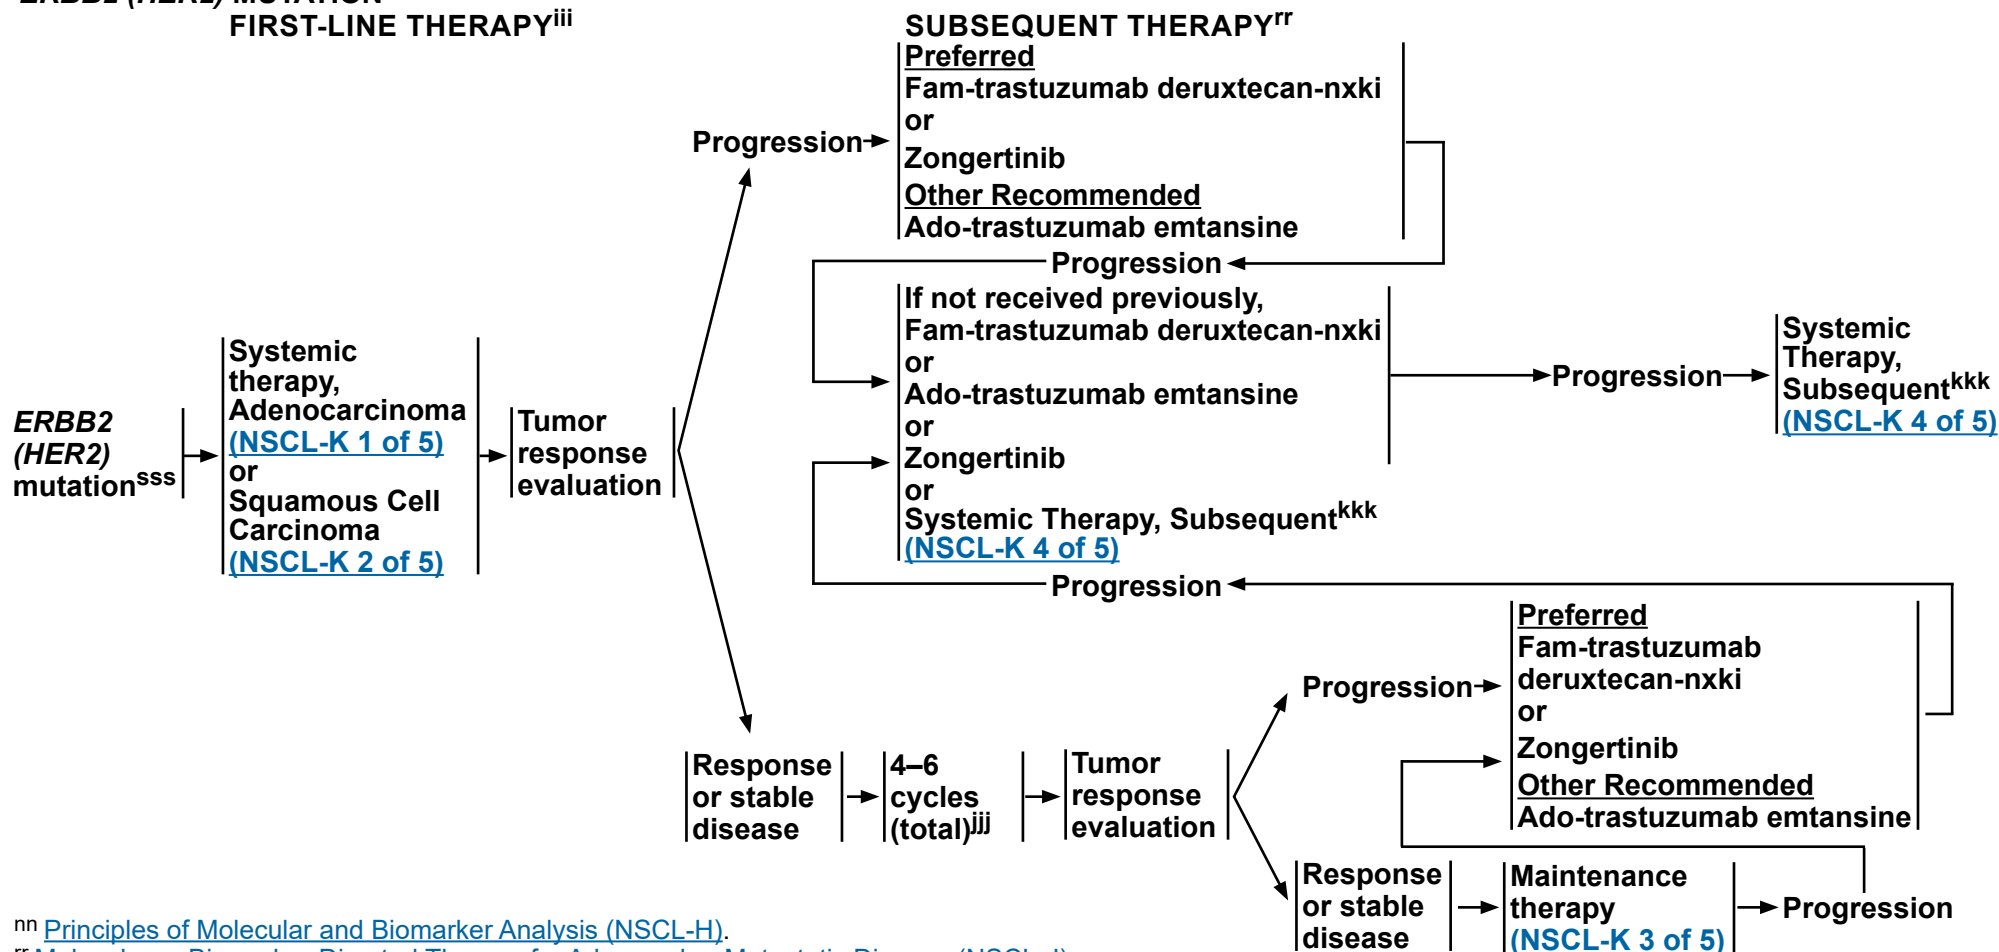 ERBB2 (HER2) MUTATION
FIRST-LINE THERAPYiii
SUBSEQUENT THERAPYrr
ERBB2
(HER2)
mutationsss
Systemic
therapy,
Adenocarcinoma
(NSCL-K 1 of 5)
or
Squamous Cell
Carcinoma
(NSCL-K 2 of 5)
Tumor
response
evaluation
Progression
Preferred
Fam-trastuzumab deruxtecan-nxki
or
Zongertinib
Other Recommended
Ado-trastuzumab emtansine
Progression
If not received previously,
Fam-trastuzumab deruxtecan-nxki
or
Ado-trastuzumab emtansine
or
Zongertinib
or
Systemic Therapy, Subsequentkkk
(NSCL-K 4 of 5)
Progression
Systemic
Therapy,
Subsequentkkk
(NSCL-K 4 of 5)
Progression
Response
or stable
disease
4–6
cycles
(total)jjj
Tumor
response
evaluation
Progression
Preferred
Fam-trastuzumab
deruxtecan-nxki
or
Zongertinib
Other Recommended
Ado-trastuzumab emtansine
Response
or stable
disease
Maintenance
therapy
(NSCL-K 3 of 5)
Progression
nn Principles of Molecular and Biomarker Analysis (NSCL-H).